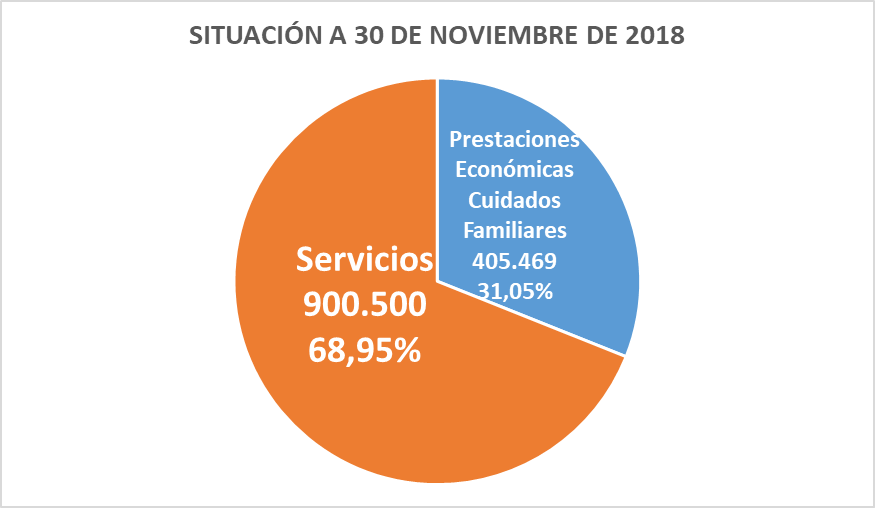 SITUACIÓN A 30 DE NOVIEMBRE DE 2018
Prestaciones
Económicas
Cuidados
Familiares
405.469
31,05%
Servicios
900.500
68,95%